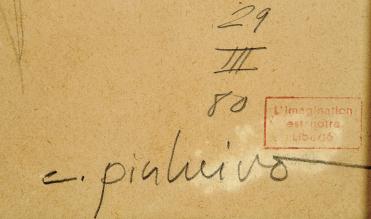 29
III
80
L'imagination
est notre
Liberté
c. pinheiro